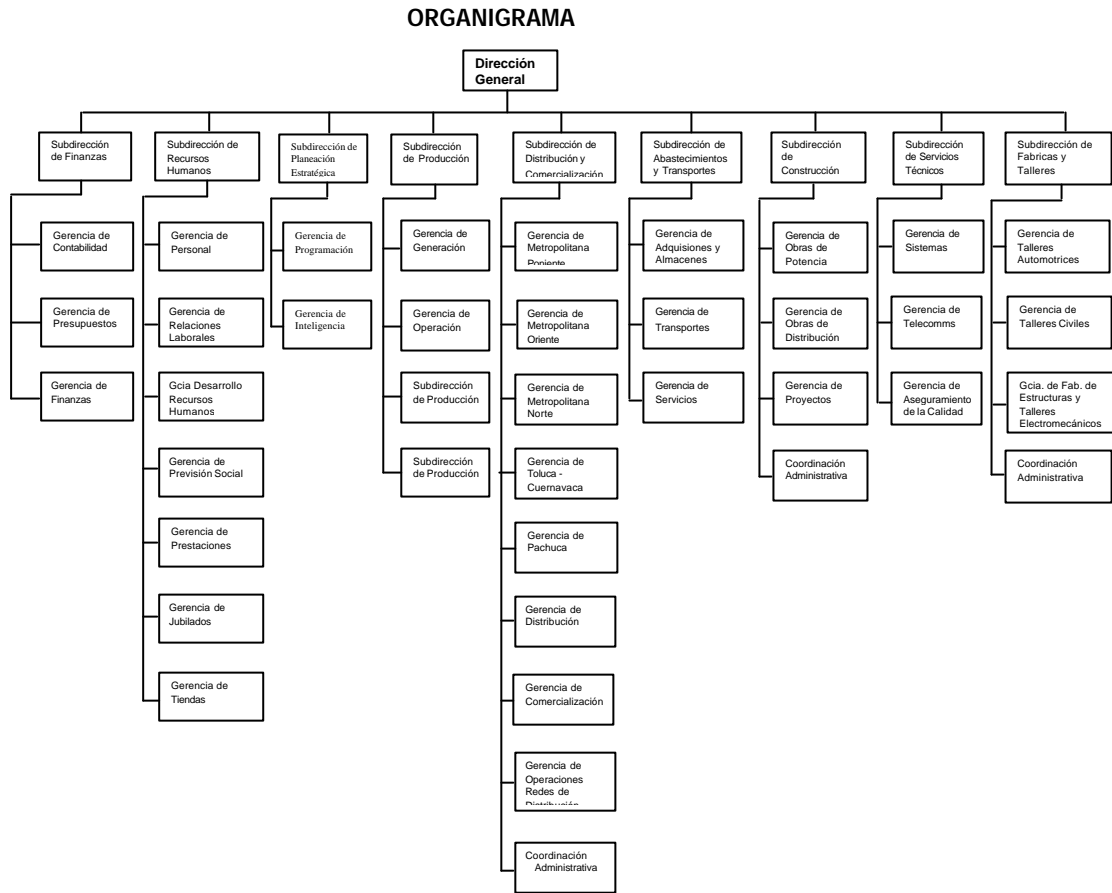 ORGANIGRAMA
Dirección
General
Subdirección
de Finanzas
Gerencia de
Contabilidad
Gerencia de
Presupuestos
Gerencia de
Finanzas
Subdirección de
Recursos
Humanos
Gerencia de
Personal
Gerencia de
Relaciones
Laborales
Gcia Desarrollo
Recursos
Humanos
Gerencia de
Previsión Social
Gerencia de
Prestaciones
Gerencia de
Jubilados
Gerencia de
Tiendas
Subdirección de
Planeación
Estratégica
Gerencia de
Programación
Gerencia de
Inteligencia
Subdirección
de Producción
Gerencia de
Generación
Gerencia de
Operación
Subdirección
de Producción
Subdirección
de Producción
Subdirección de
Distribución y
Comercialización
Gerencia de
Metropolitana
Poniente
Gerencia de
Metropolitana
Oriente
Gerencia de
Metropolitana
Norte
Gerencia de
Toluca -
Cuernavaca
Gerencia de
Pachuca
Gerencia de
Distribución
Gerencia de
Comercialización
Gerencia de
Operaciones
Redes de
Distribución
Coordinación
Administrativa
Subdirección de
Abastecimientos
y Transportes
Gerencia de
Adquisiones y
Almacenes
Gerencia de
Transportes
Gerencia de
Servicios
Subdirección
de
Construcción
Gerencia de
Obras de
Potencia
Gerencia de
Obras de
Distribución
Gerencia de
Proyectos
Coordinación
Administrativa
Subdirección
de Servicios
Técnicos
Gerencia de
Sistemas
Gerencia de
Telecomms
Gerencia de
Aseguramiento
de la Calidad
Subdirección de
Fabricas y
Talleres
Gerencia de
Talleres
Automotrices
Gerencia de
Talleres Civiles
Gcia. de Fab. de
Estructuras y
Talleres
Electromecánicos
Coordinación
Administrativa